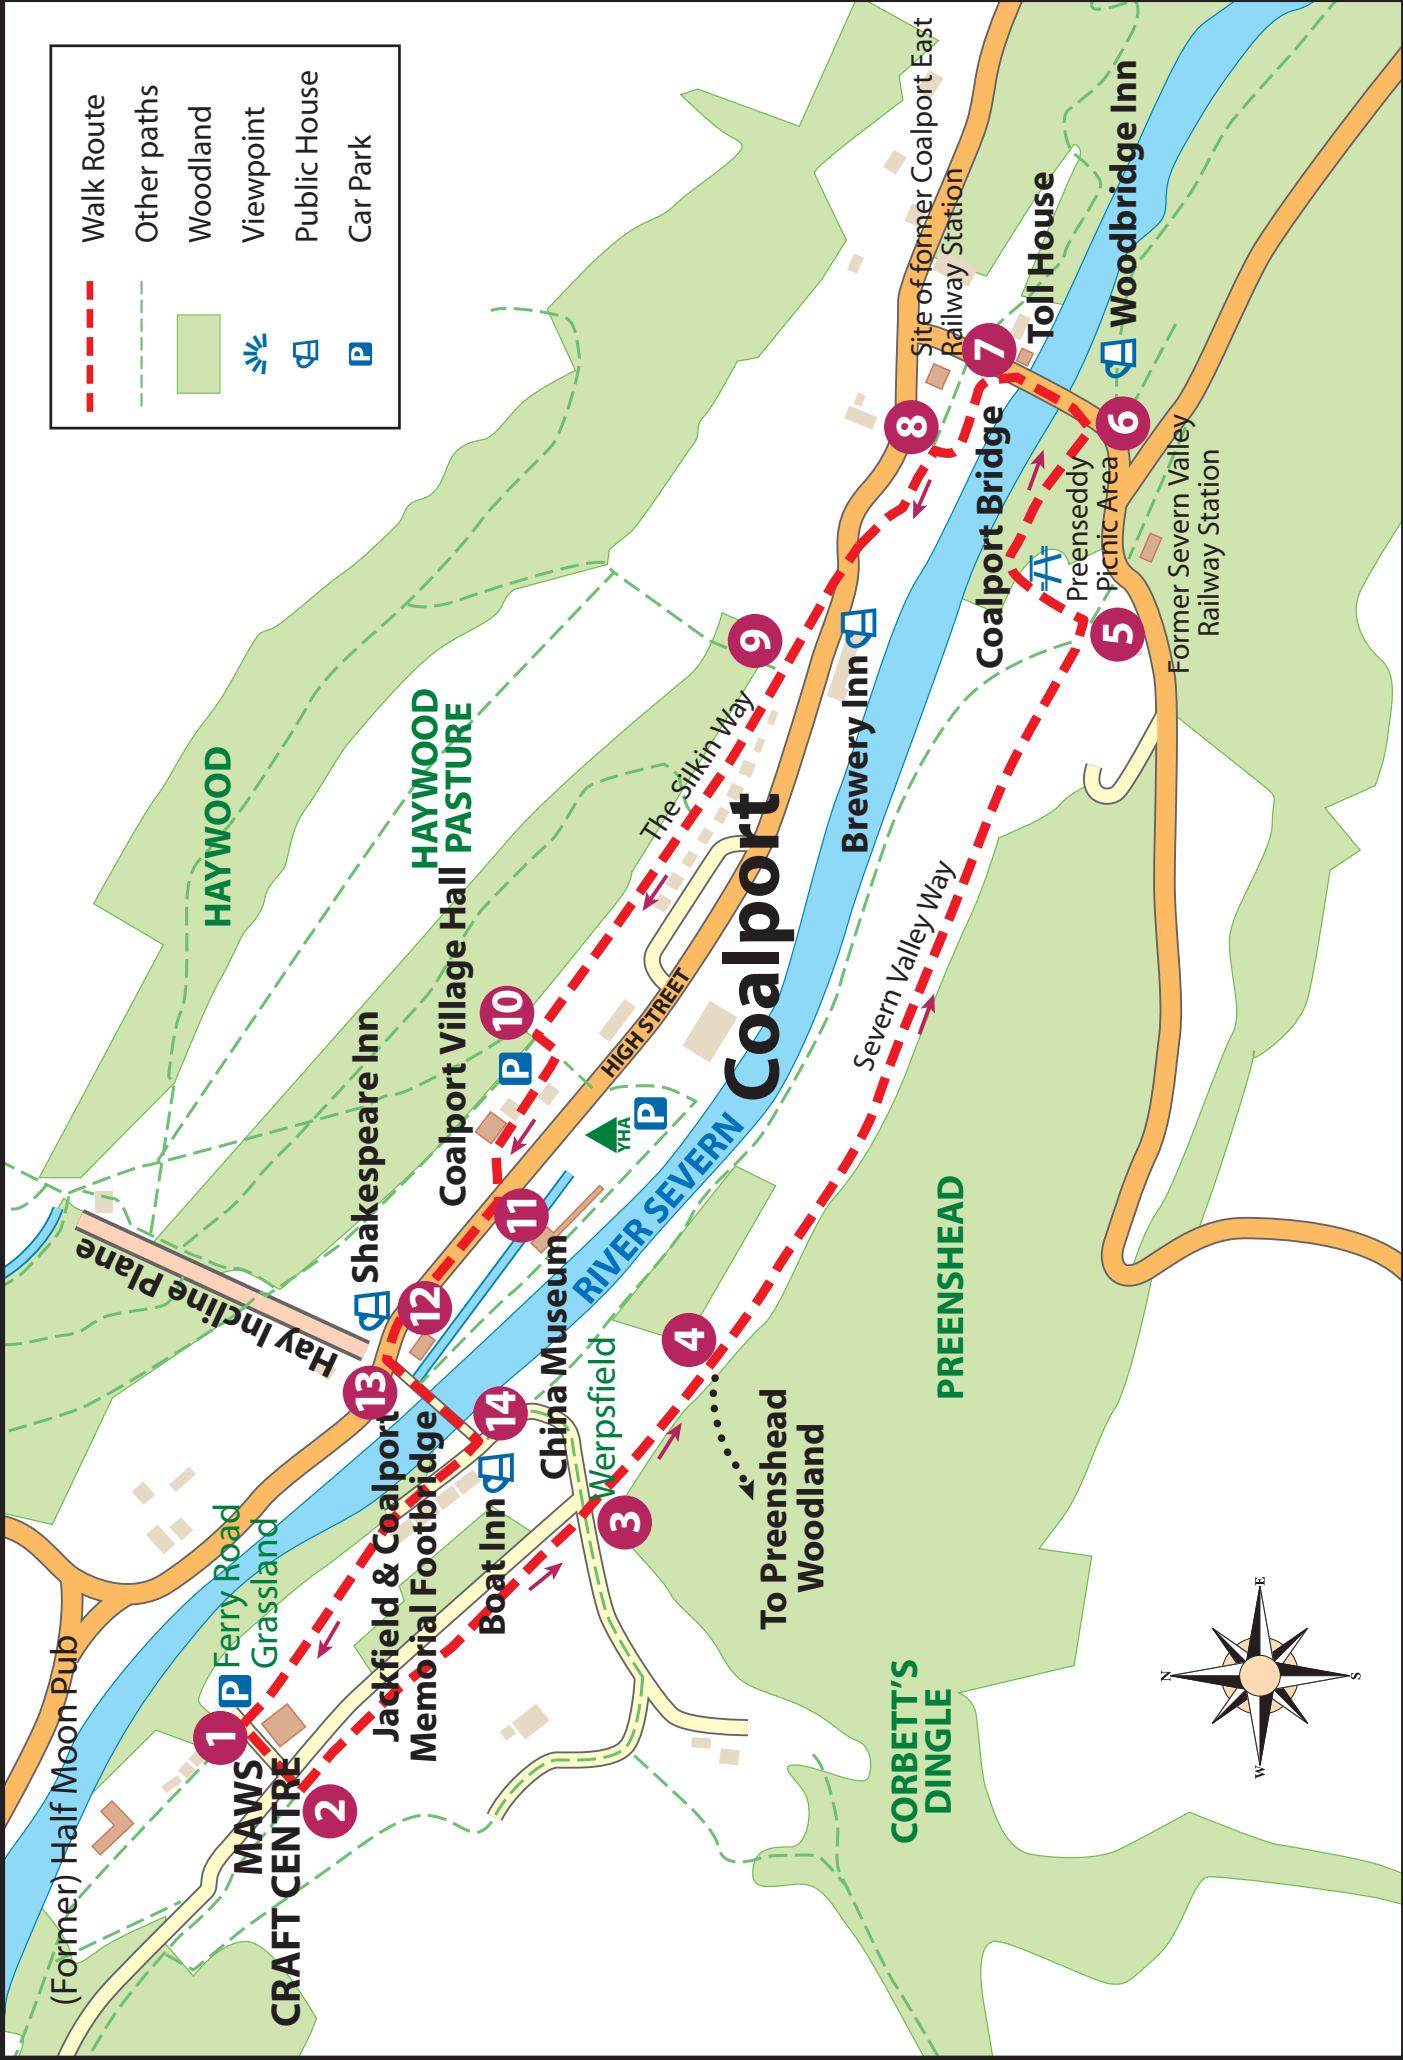 Walk Route
Other paths
Woodland
Viewpoint
Public House
P
Car Park
HAYWOOD
HAYWOOD
PASTURE
Hay Incline Plane
Shakespeare Inn
Coalport Village Hall
The Silkin Way
HIGH STREET
Coalport
YHA
P
P
RIVER SEVERN
China Museum
Brewery Inn
Site of former Coalport East
Railway Station
Toll House
Woodbridge Inn
Coalport Bridge
Preenseddy
Picnic Area
Former Severn Valley
Railway Station
Severn Valley Way
(Former) Half Moon Pub
Ferry Road
Grassland
P
MAWS
CRAFT CENTRE
Jackfield & Coalport
Memorial Footbridge
Boat Inn
Werpsfield
To Preenshead
Woodland
PREENSHEAD
CORBETT'S
DINGLE
1
2
3
4
5
6
7
8
9
10
11
12
13
14
N
E
S
W